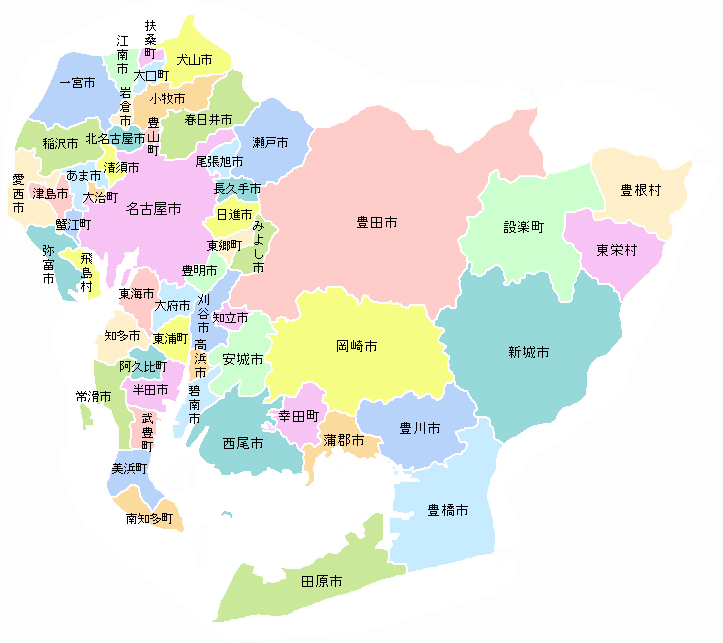 扶桑町
江南市
犬山市
大口町
一宮市
岩倉市
小牧市
春日井市
豊山町
北名古屋市
稲沢市
瀬戸市
清須市
尾張旭市
あま市
愛西市
津島市
大治町
長久手市
豊根村
名古屋市
日進市
蟹江町
豊田市
設楽町
みよし市
東郷町
東栄村
弥富市
飛島村
豊明市
東海市
大府市
刈谷市
知立市
知多市
東浦町
高浜市
岡崎市
新城市
安城市
阿久比町
半田市
常滑市
碧南市
武豊町
幸田町
豊川市
西尾市
蒲郡市
美浜町
豊橋市
南知多町
田原市